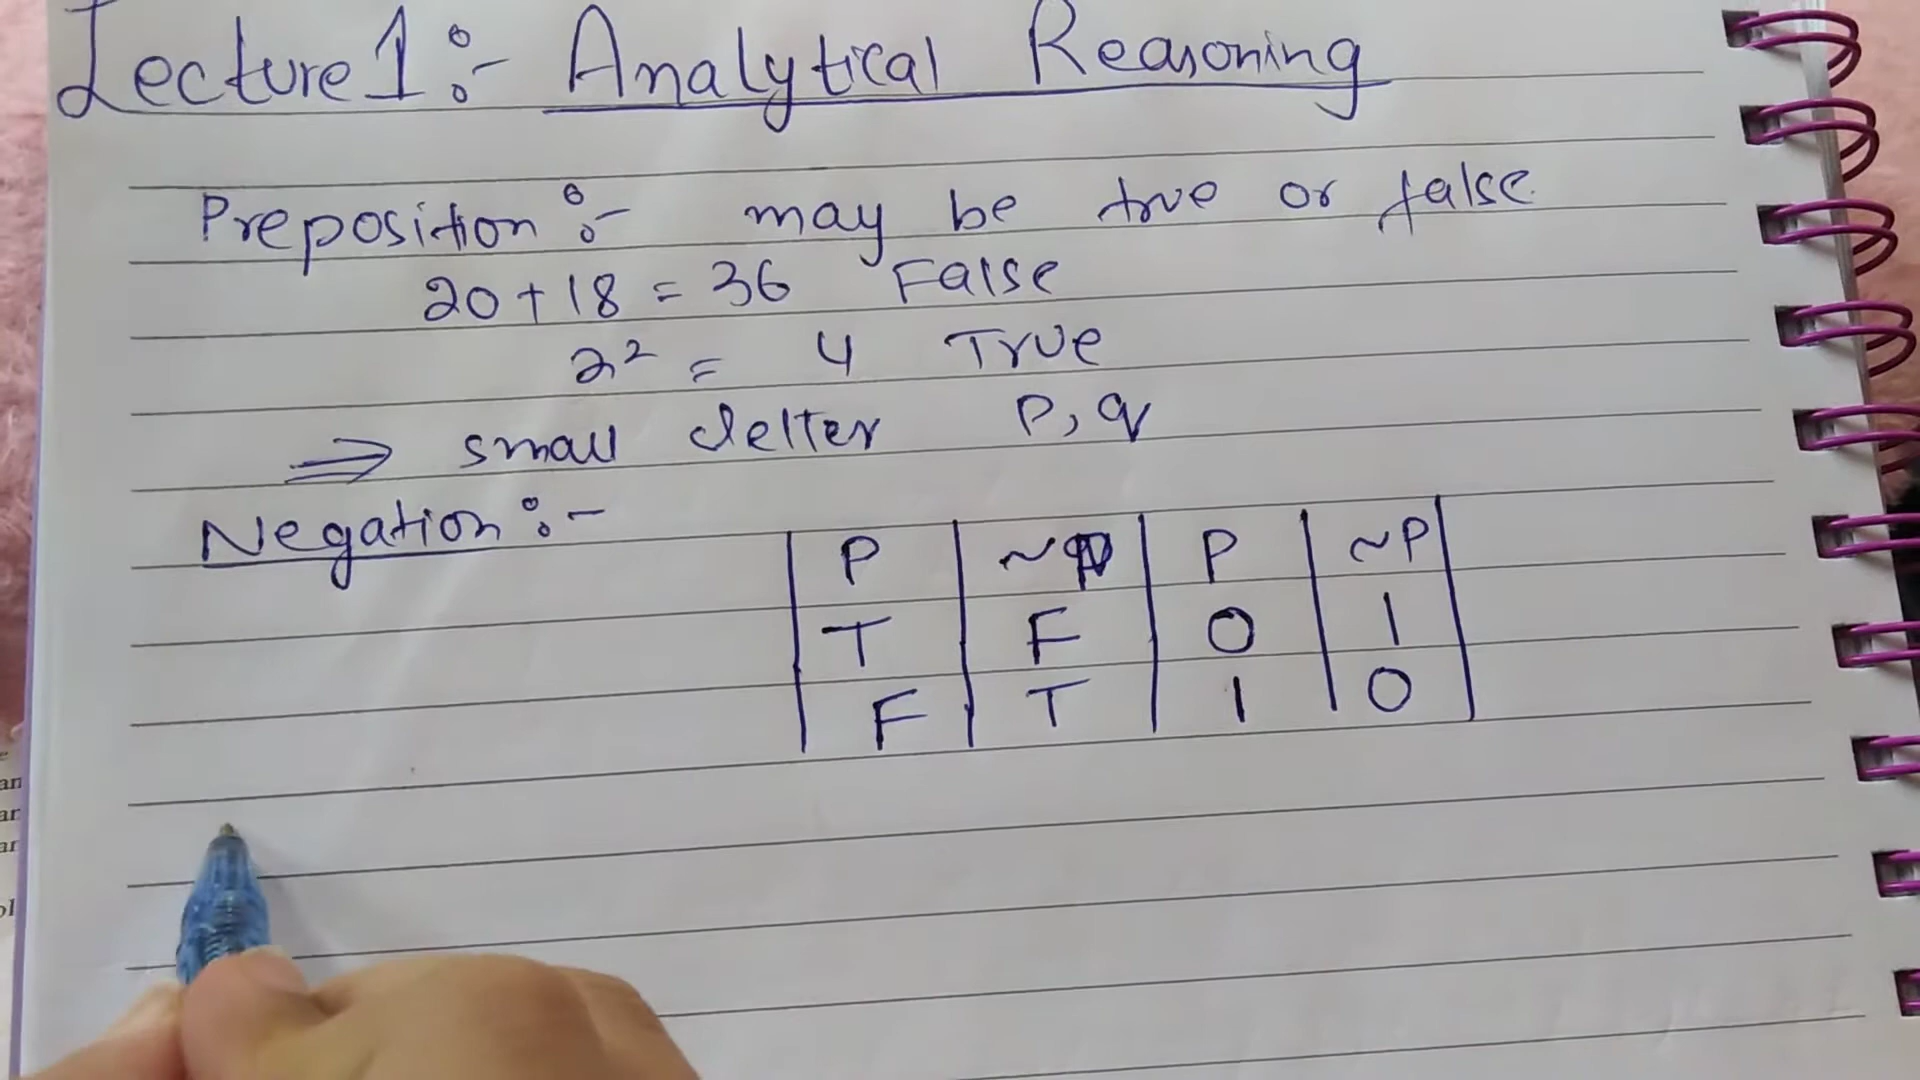 Lecture 1 :- Analytical Reasoning
Preposition :- may be true or false.
20 + 18 = 36 False
2² = 4 True
⇒ small letter P, q
Negation :-
P ~P P ~P
T F 0 1
F T 1 0